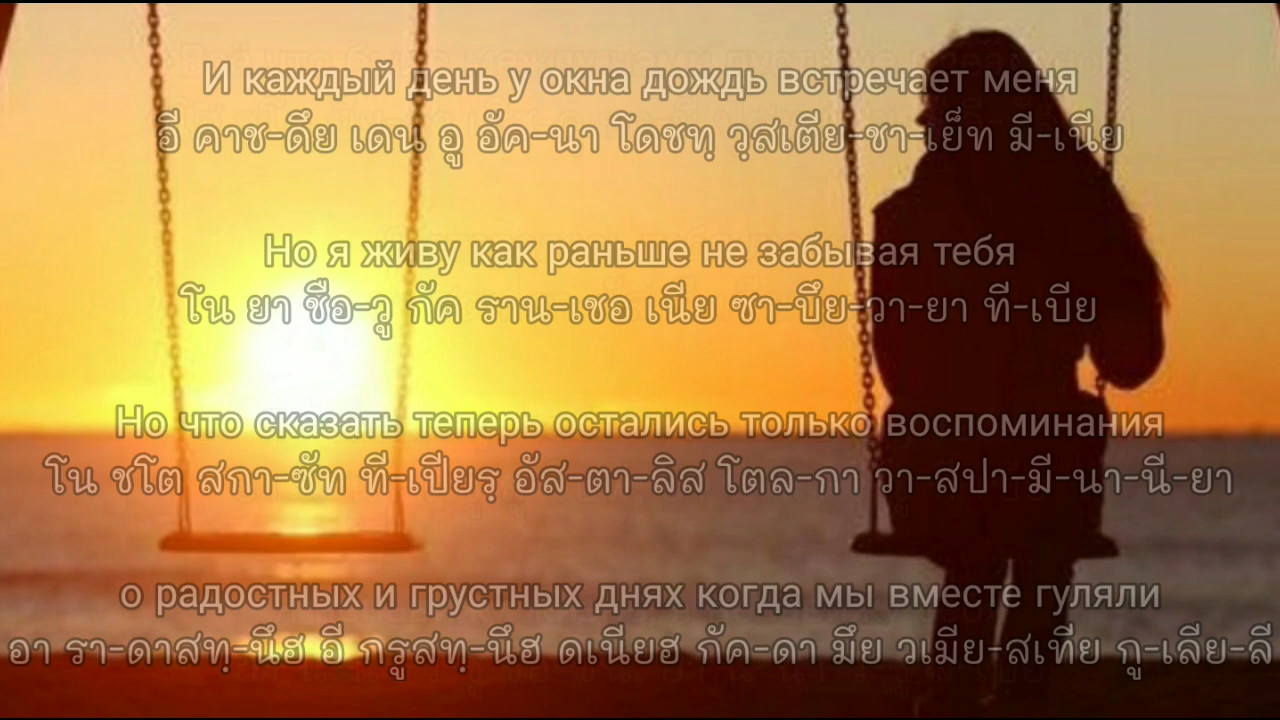 И каждый день у окна дождь встречает меня
อี คาช-ดึย เดน อู อัค-นา โดชทฺ วฺสเตีย-ชา-เย็ท มี-เนีย
Но я живу как раньше не забывая тебя
โน ยา ชือ-วู กัค ราน-เชอ เนีย ซา-บึย-วา-ยา ที-เบีย
Но что сказать теперь остались только воспоминания
โน ชโต สกา-ซัท ที-เปียรฺ อัส-ตา-ลิส โตล-กา วา-สปา-มี-นา-นี-ยา
о радостных и грустных днях когда мы вместе гуляли
อา รา-ดาสทฺ-นึฮ อี กรูสทฺ-นึฮ ดเนียฮ กัค-ดา มึย วเมีย-สเทีย กู-เลีย-ลี